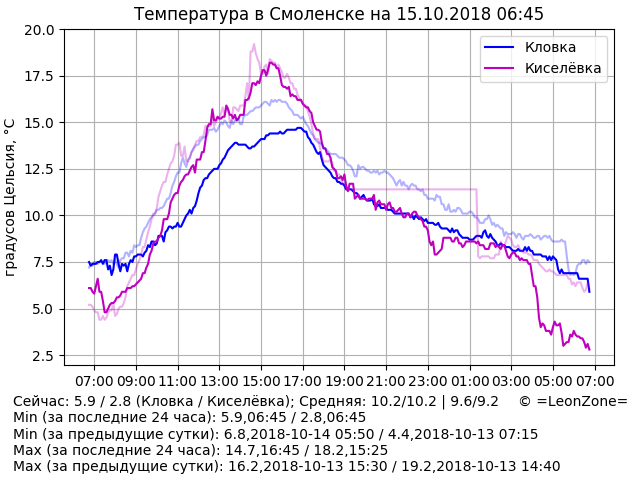 Температура в Смоленске на 15.10.2018 06:45
градусов Цельсия, °C
20.0
17.5
15.0
12.5
10.0
7.5
5.0
2.5
Кловка
Киселёвка
07:00 09:00 11:00 13:00 15:00 17:00 19:00 21:00 23:00 01:00 03:00 05:00 07:00
Сейчас: 5.9 / 2.8 (Кловка / Киселёвка); Средняя: 10.2/10.2 | 9.6/9.2 © =LeonZone=
Min (за последние 24 часа): 5.9,06:45 / 2.8,06:45
Min (за предыдущие сутки): 6.8,2018-10-14 05:50 / 4.4,2018-10-13 07:15
Max (за последние 24 часа): 14.7,16:45 / 18.2,15:25
Max (за предыдущие сутки): 16.2,2018-10-13 15:30 / 19.2,2018-10-13 14:40